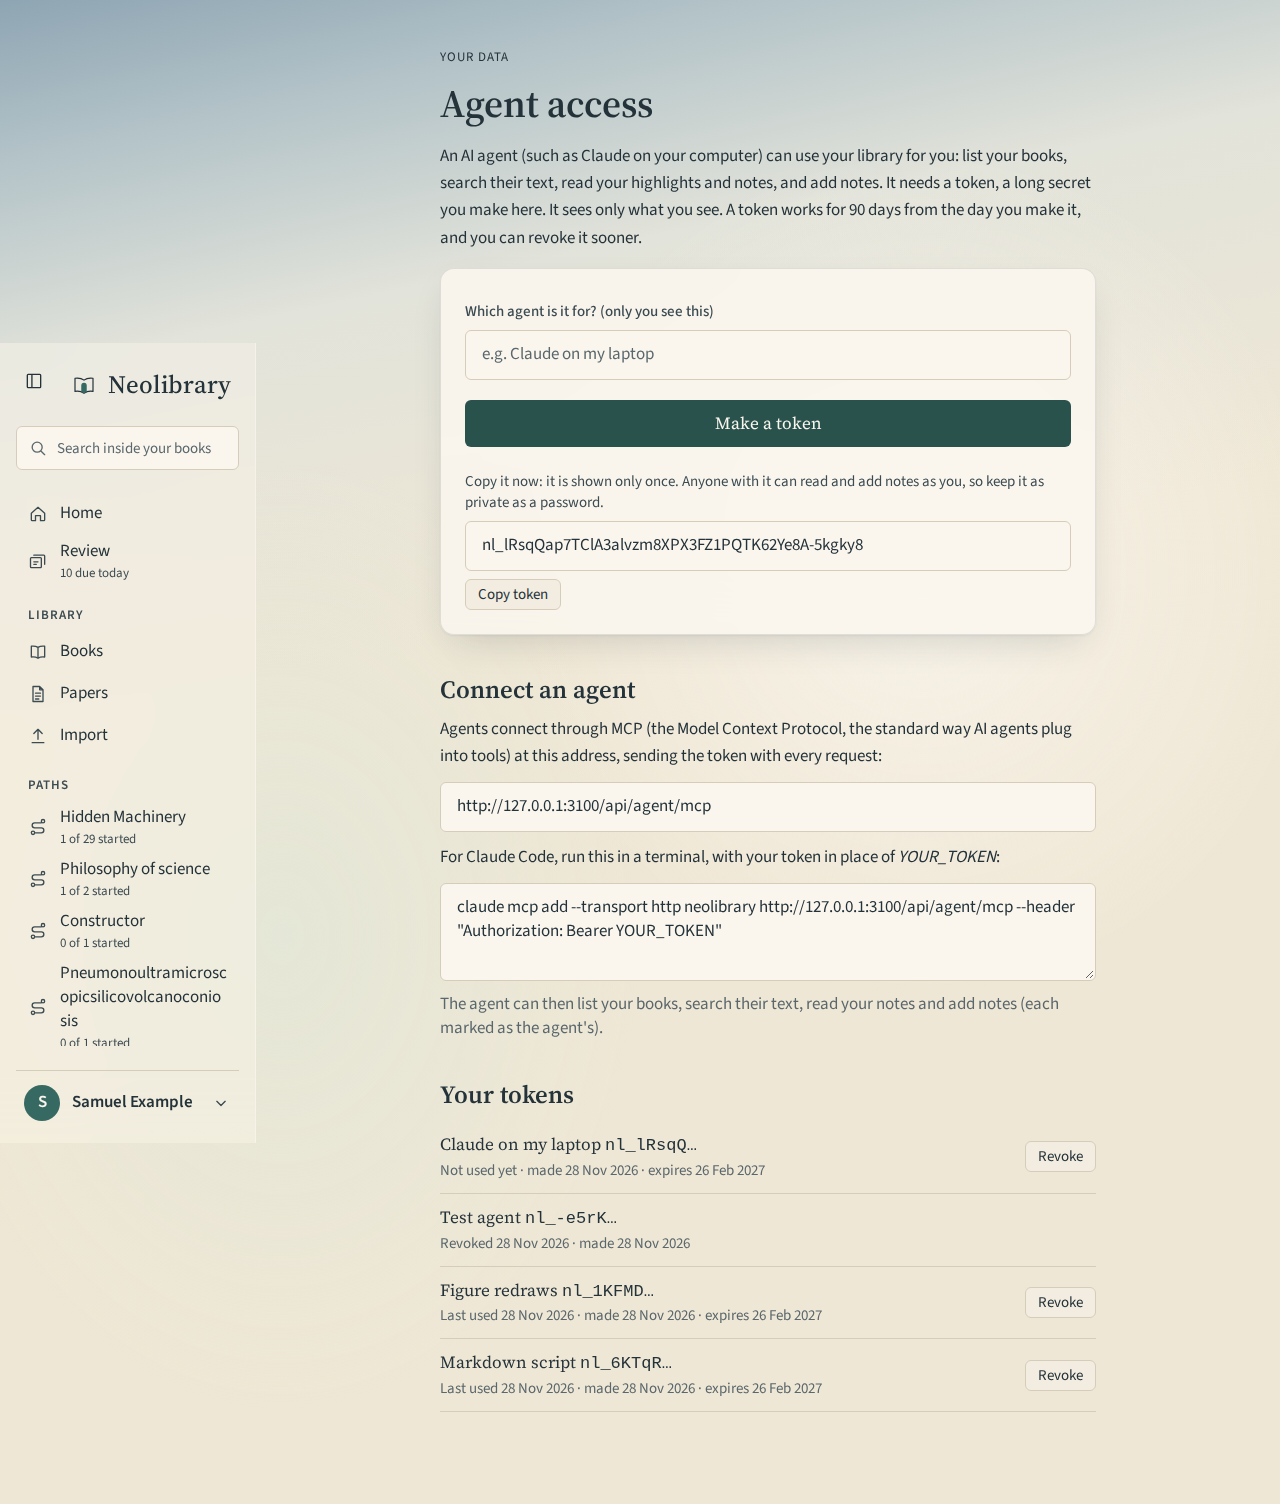 YOUR DATA
Agent access
An AI agent (such as Claude on your computer) can use your library for you: list your books,
search their text, read your highlights and notes, and add notes. It needs a token, a long secret
you make here. It sees only what you see. A token works for 90 days from the day you make it,
and you can revoke it sooner.
Which agent is it for? (only you see this)
e.g. Claude on my laptop
Make a token
Copy it now: it is shown only once. Anyone with it can read and add notes as you, so keep it as
private as a password.
nl_lRsqQap7TClA3alvzm8XPX3FZ1PQTK62Ye8A-5kgky8
Copy token
Connect an agent
Agents connect through MCP (the Model Context Protocol, the standard way AI agents plug
into tools) at this address, sending the token with every request:
http://127.0.0.1:3100/api/agent/mcp
For Claude Code, run this in a terminal, with your token in place of YOUR_TOKEN:
claude mcp add --transport http neolibrary http://127.0.0.1:3100/api/agent/mcp --header
"Authorization: Bearer YOUR_TOKEN"
The agent can then list your books, search their text, read your notes and add notes (each
marked as the agent's).
Your tokens
Claude on my laptop nl_lRsqQ…
Not used yet · made 28 Nov 2026 · expires 26 Feb 2027
Revoke
Test agent nl_-e5rK…
Revoked 28 Nov 2026 · made 28 Nov 2026
Figure redraws nl_1KFMD…
Last used 28 Nov 2026 · made 28 Nov 2026 · expires 26 Feb 2027
Revoke
Markdown script nl_6KTqR…
Last used 28 Nov 2026 · made 28 Nov 2026 · expires 26 Feb 2027
Revoke
Neolibrary
Search inside your books
Home
Review
10 due today
LIBRARY
Books
Papers
Import
PATHS
Hidden Machinery
1 of 29 started
Philosophy of science
1 of 2 started
Constructor
0 of 1 started
Pneumonoultramicrosc
opicsilicovolcanoconio
sis
0 of 1 started
S
Samuel Example